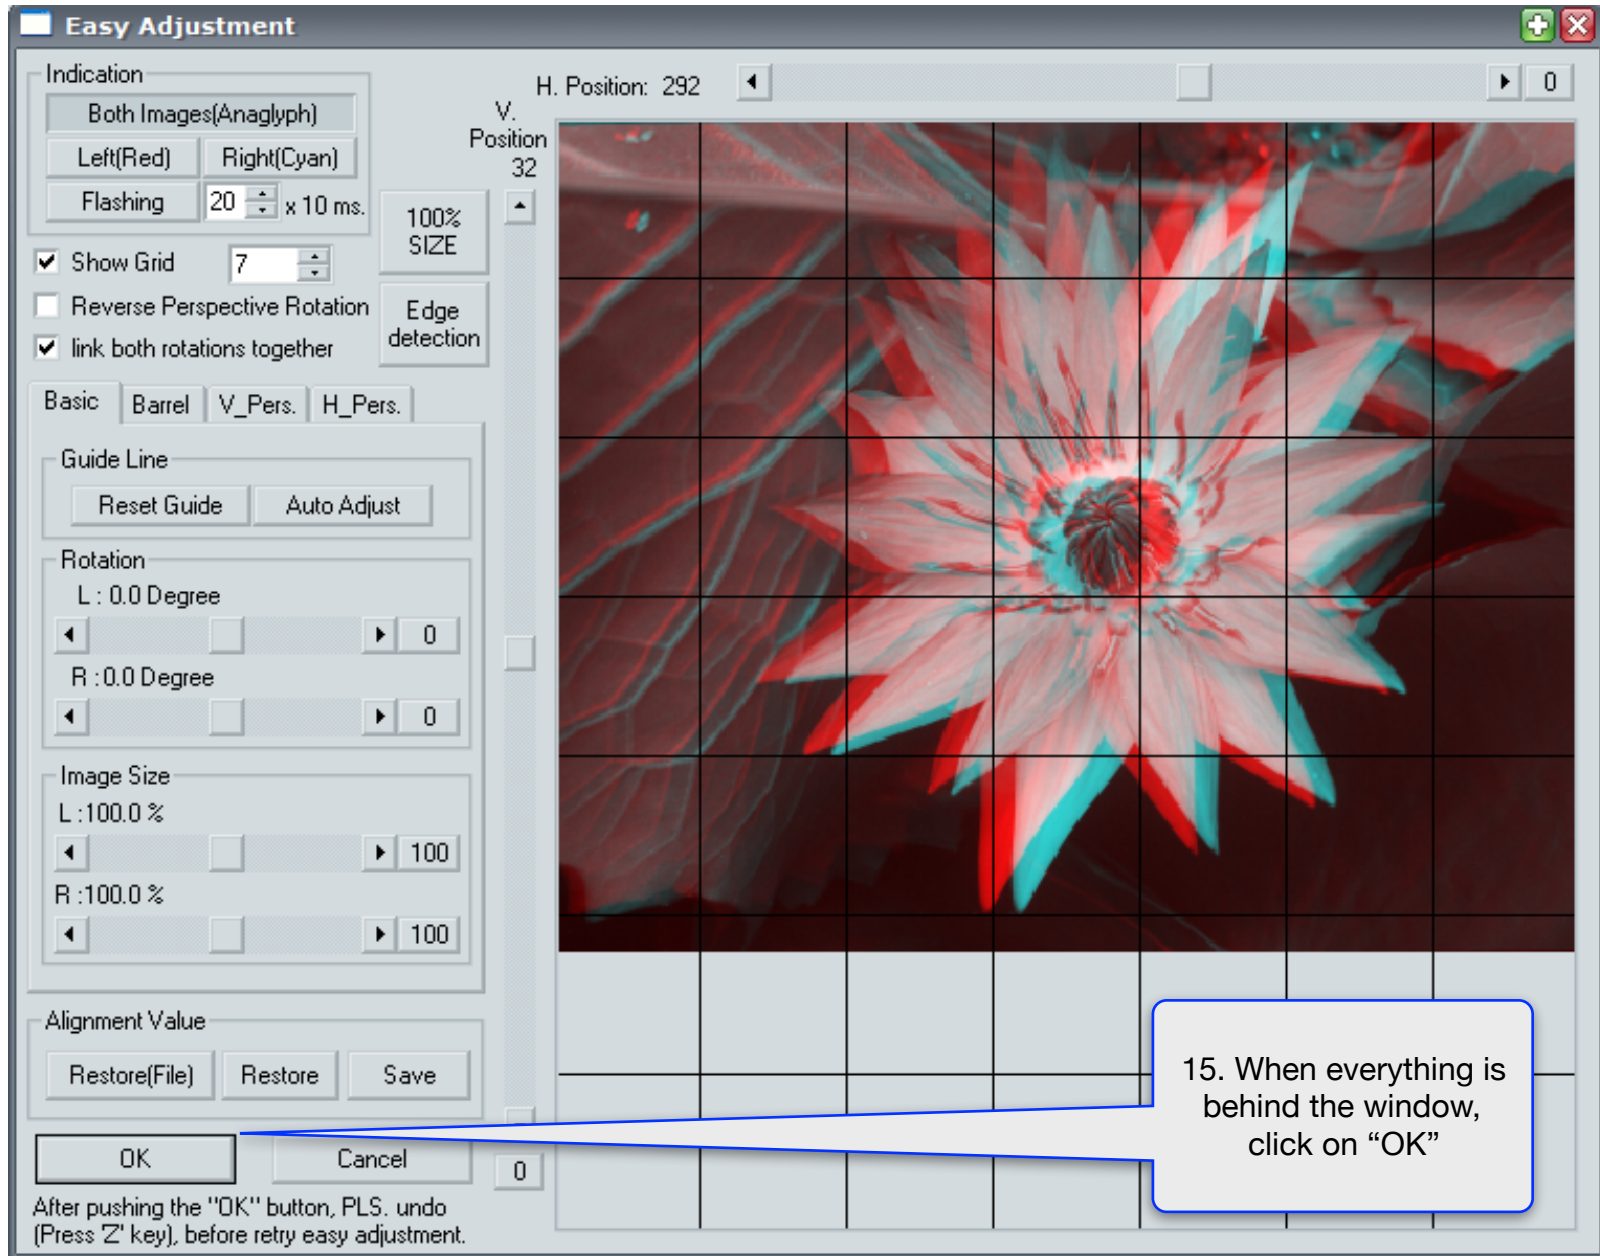 Easy Adjustment
Indication
Both Images(Anaglyph)
Left(Red) Right(Cyan)
Flashing 20 x 10 ms.
Show Grid 7
Reverse Perspective Rotation
link both rotations together
100%
SIZE
Edge
detection
H. Position: 292 0
V.
Position
32
Basic Barrel V_Pers. H_Pers.
Guide Line
Reset Guide Auto Adjust
Rotation
L : 0.0 Degree
0
R :0.0 Degree
0
Image Size
L :100.0 %
100
R :100.0 %
100
Alignment Value
Restore(File) Restore Save
OK Cancel 0
After pushing the "OK" button, PLS. undo
(Press 'Z' key), before retry easy adjustment.
15. When everything is
behind the window,
click on “OK”